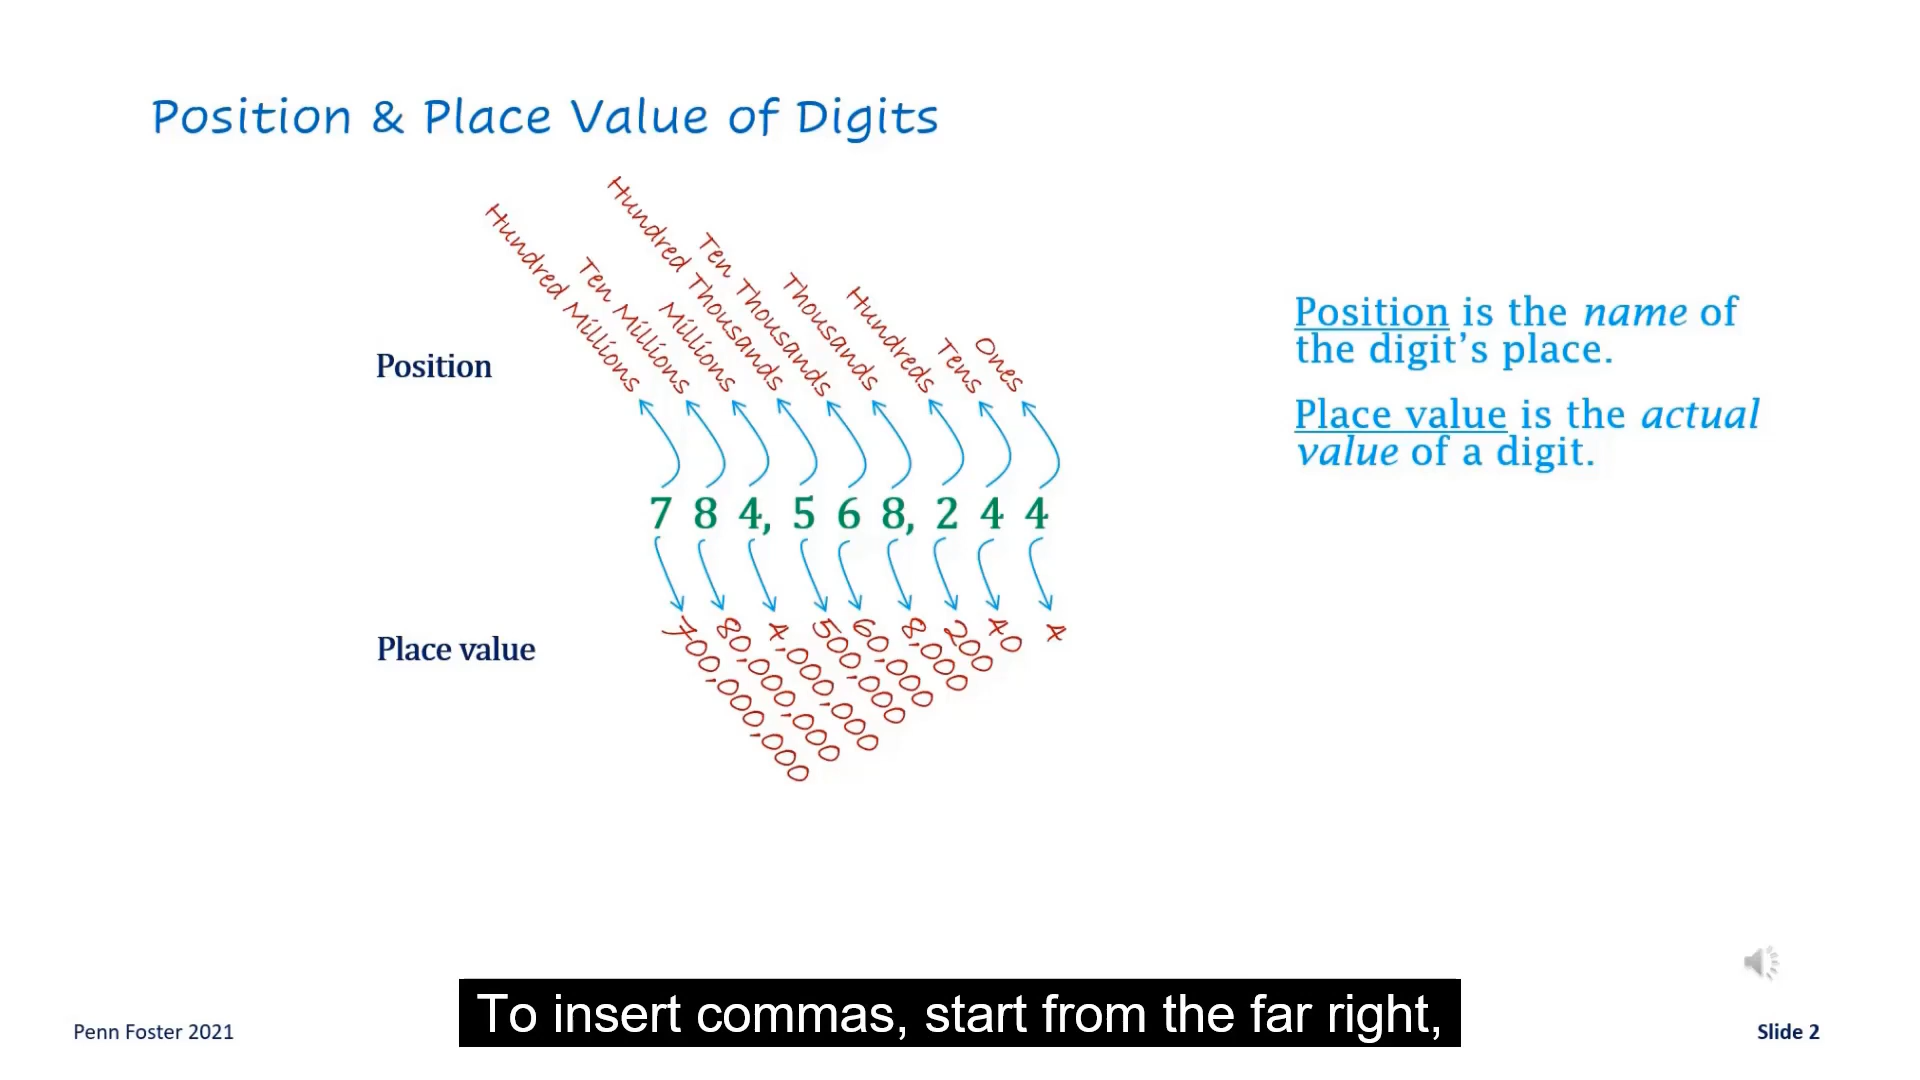 Position & Place Value of Digits
Hundred Millions
Ten Millions
Millions
Hundred Thousands
Ten Thousands
Thousands
Hundreds
Tens
Ones
Position
7 8 4, 5 6 8, 2 4 4
Place value
700,000,000
80,000,000
4,000,000
500,000
60,000
8,000
200
40
4
Position is the name of
the digit’s place.
Place value is the actual
value of a digit.
To insert commas, start from the far right,
Penn Foster 2021
Slide 2